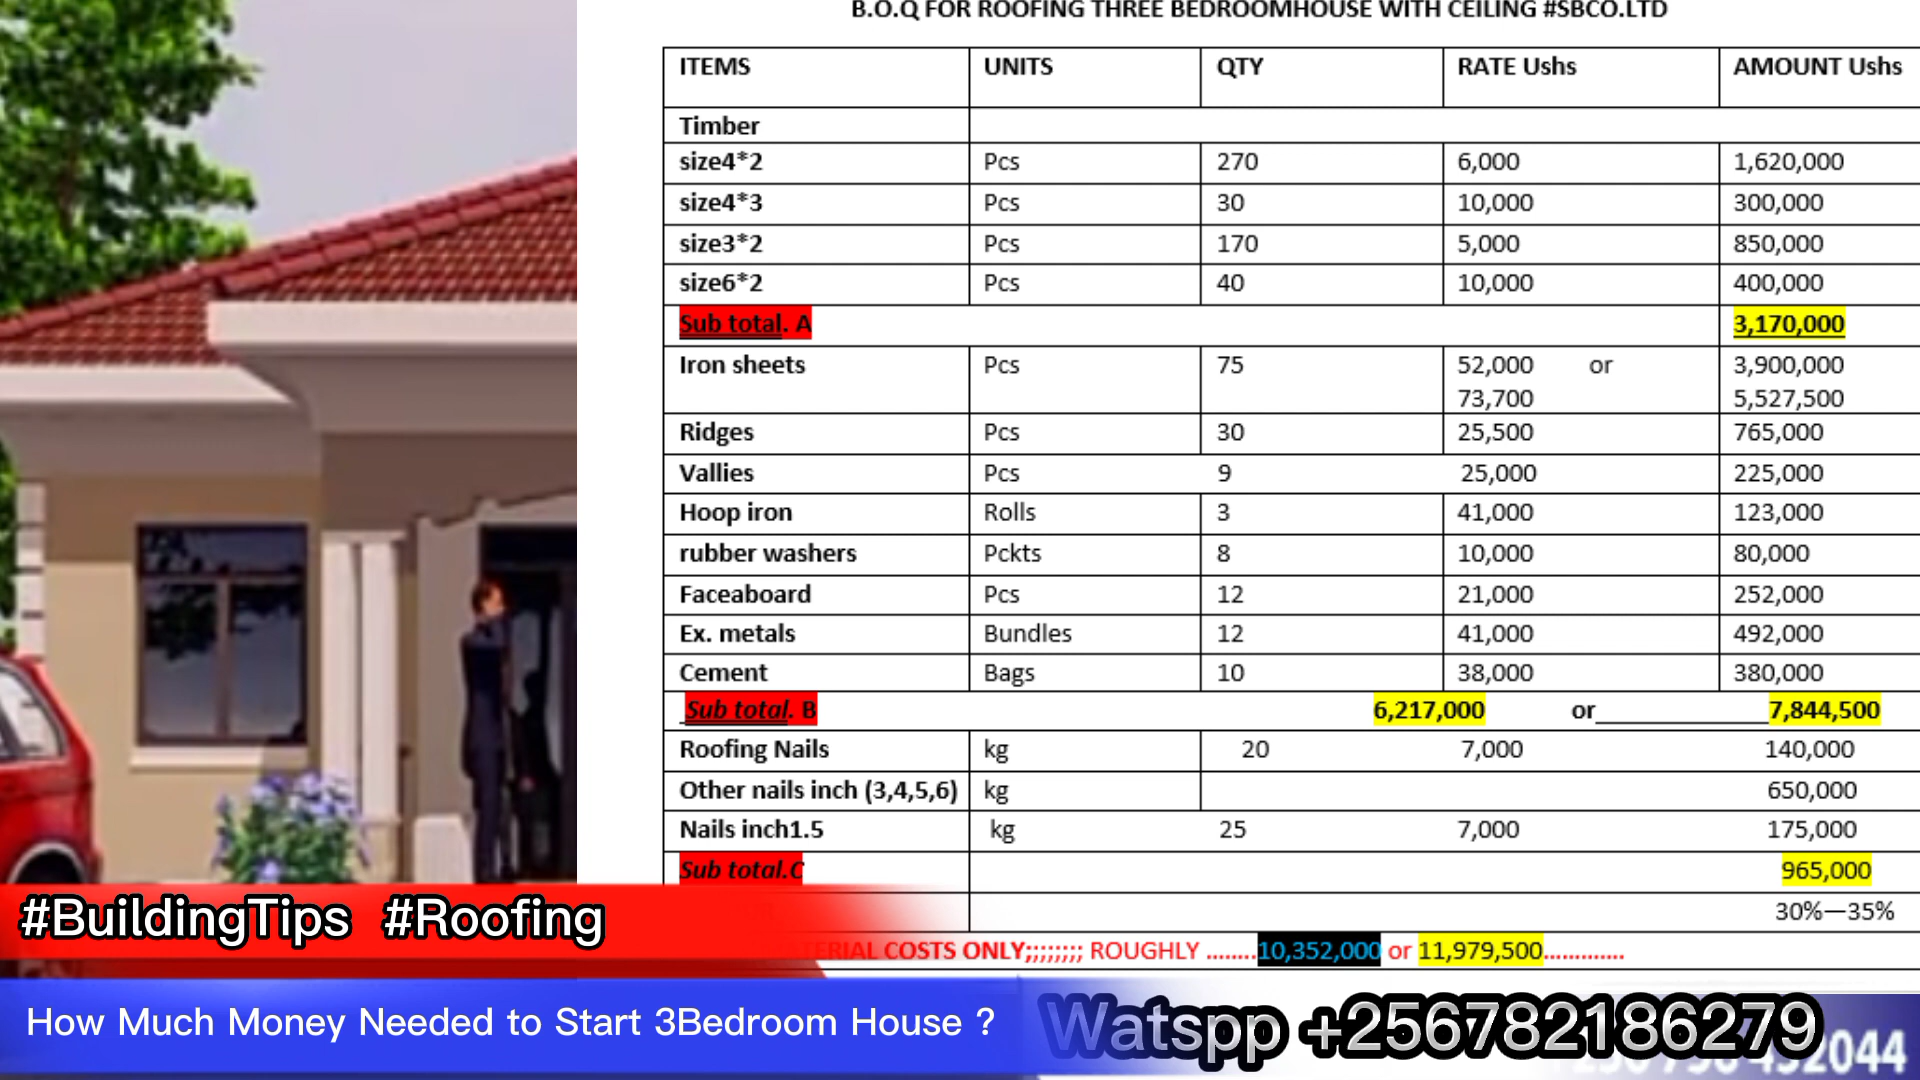 B.O.Q FOR ROOFING THREE BEDROOMHOUSE WITH CEILING #SBCO.LTD
ITEMS UNITS QTY RATE Ushs AMOUNT Ushs
Timber
size4*2 Pcs 270 6,000 1,620,000
size4*3 Pcs 30 10,000 300,000
size3*2 Pcs 170 5,000 850,000
size6*2 Pcs 40 10,000 400,000
Sub total. A 3,170,000
Iron sheets Pcs 75 52,000 or 3,900,000
73,700 5,527,500
Ridges Pcs 30 25,500 765,000
Vallies Pcs 9 25,000 225,000
Hoop iron Rolls 3 41,000 123,000
rubber washers Pckts 8 10,000 80,000
Faceaboard Pcs 12 21,000 252,000
Ex. metals Bundles 12 41,000 492,000
Cement Bags 10 38,000 380,000
Sub total. B 6,217,000 or 7,844,500
Roofing Nails kg 20 7,000 140,000
Other nails inch (3,4,5,6) kg 650,000
Nails inch1.5 kg 25 7,000 175,000
Sub total.C 965,000
30%—35%
COSTS ONLY;;;;;;;; ROUGHLY ........10,352,000 or 11,979,500.............
#BuildingTips #Roofing
How Much Money Needed to Start 3Bedroom House ?
Watspp +256782186279